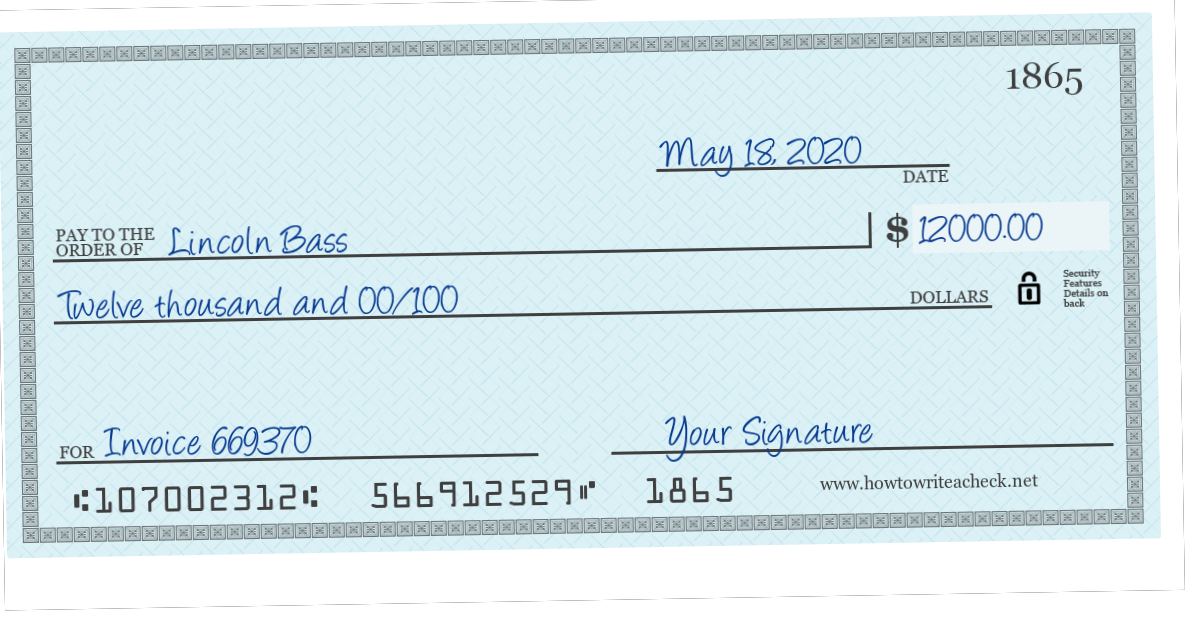 1865
May 18, 2020
DATE
PAY TO THE
ORDER OF Lincoln Bass $ 12000.00
Twelve thousand and 00/100 DOLLARS
Security
Features
Details on
back
FOR Invoice 669370 Your Signature
⑆107002312⑆ 566912529⑈ 1865 www.howtowriteacheck.net